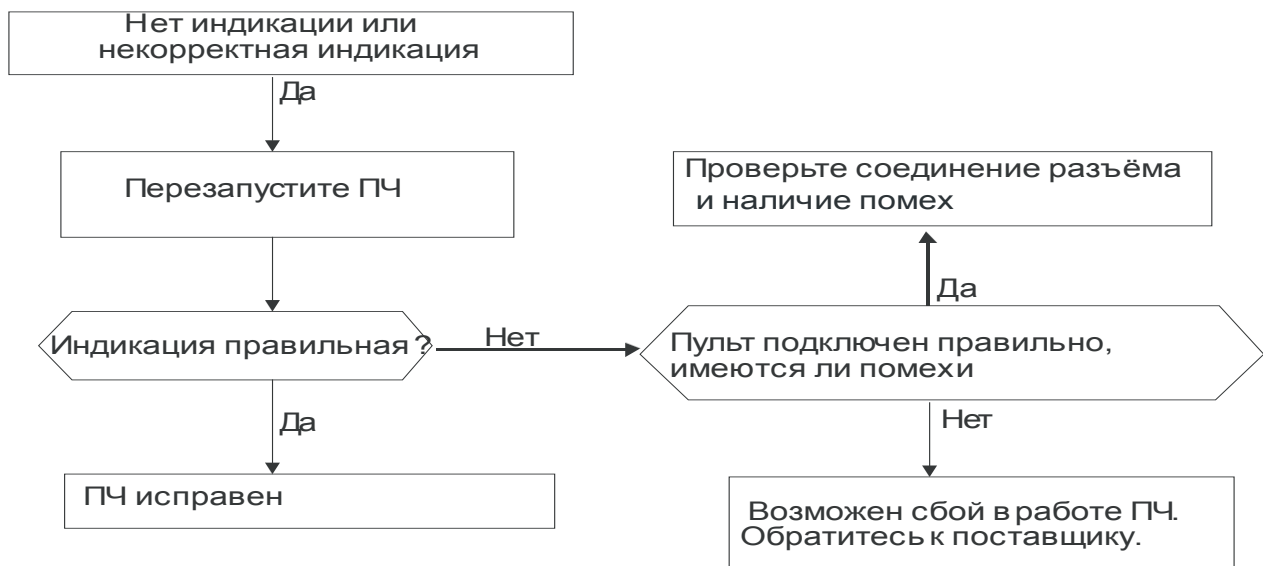 Нет индикации или
некорректная индикация
Да
Перезапустите ПЧ
Проверьте соединение разъёма
и наличие помех
Да
Индикация правильная?
Нет
Пульт подключен правильно,
имеются ли помехи
Да
Нет
ПЧ исправен
Возможен сбой в работе ПЧ.
Обратитесь к поставщику.